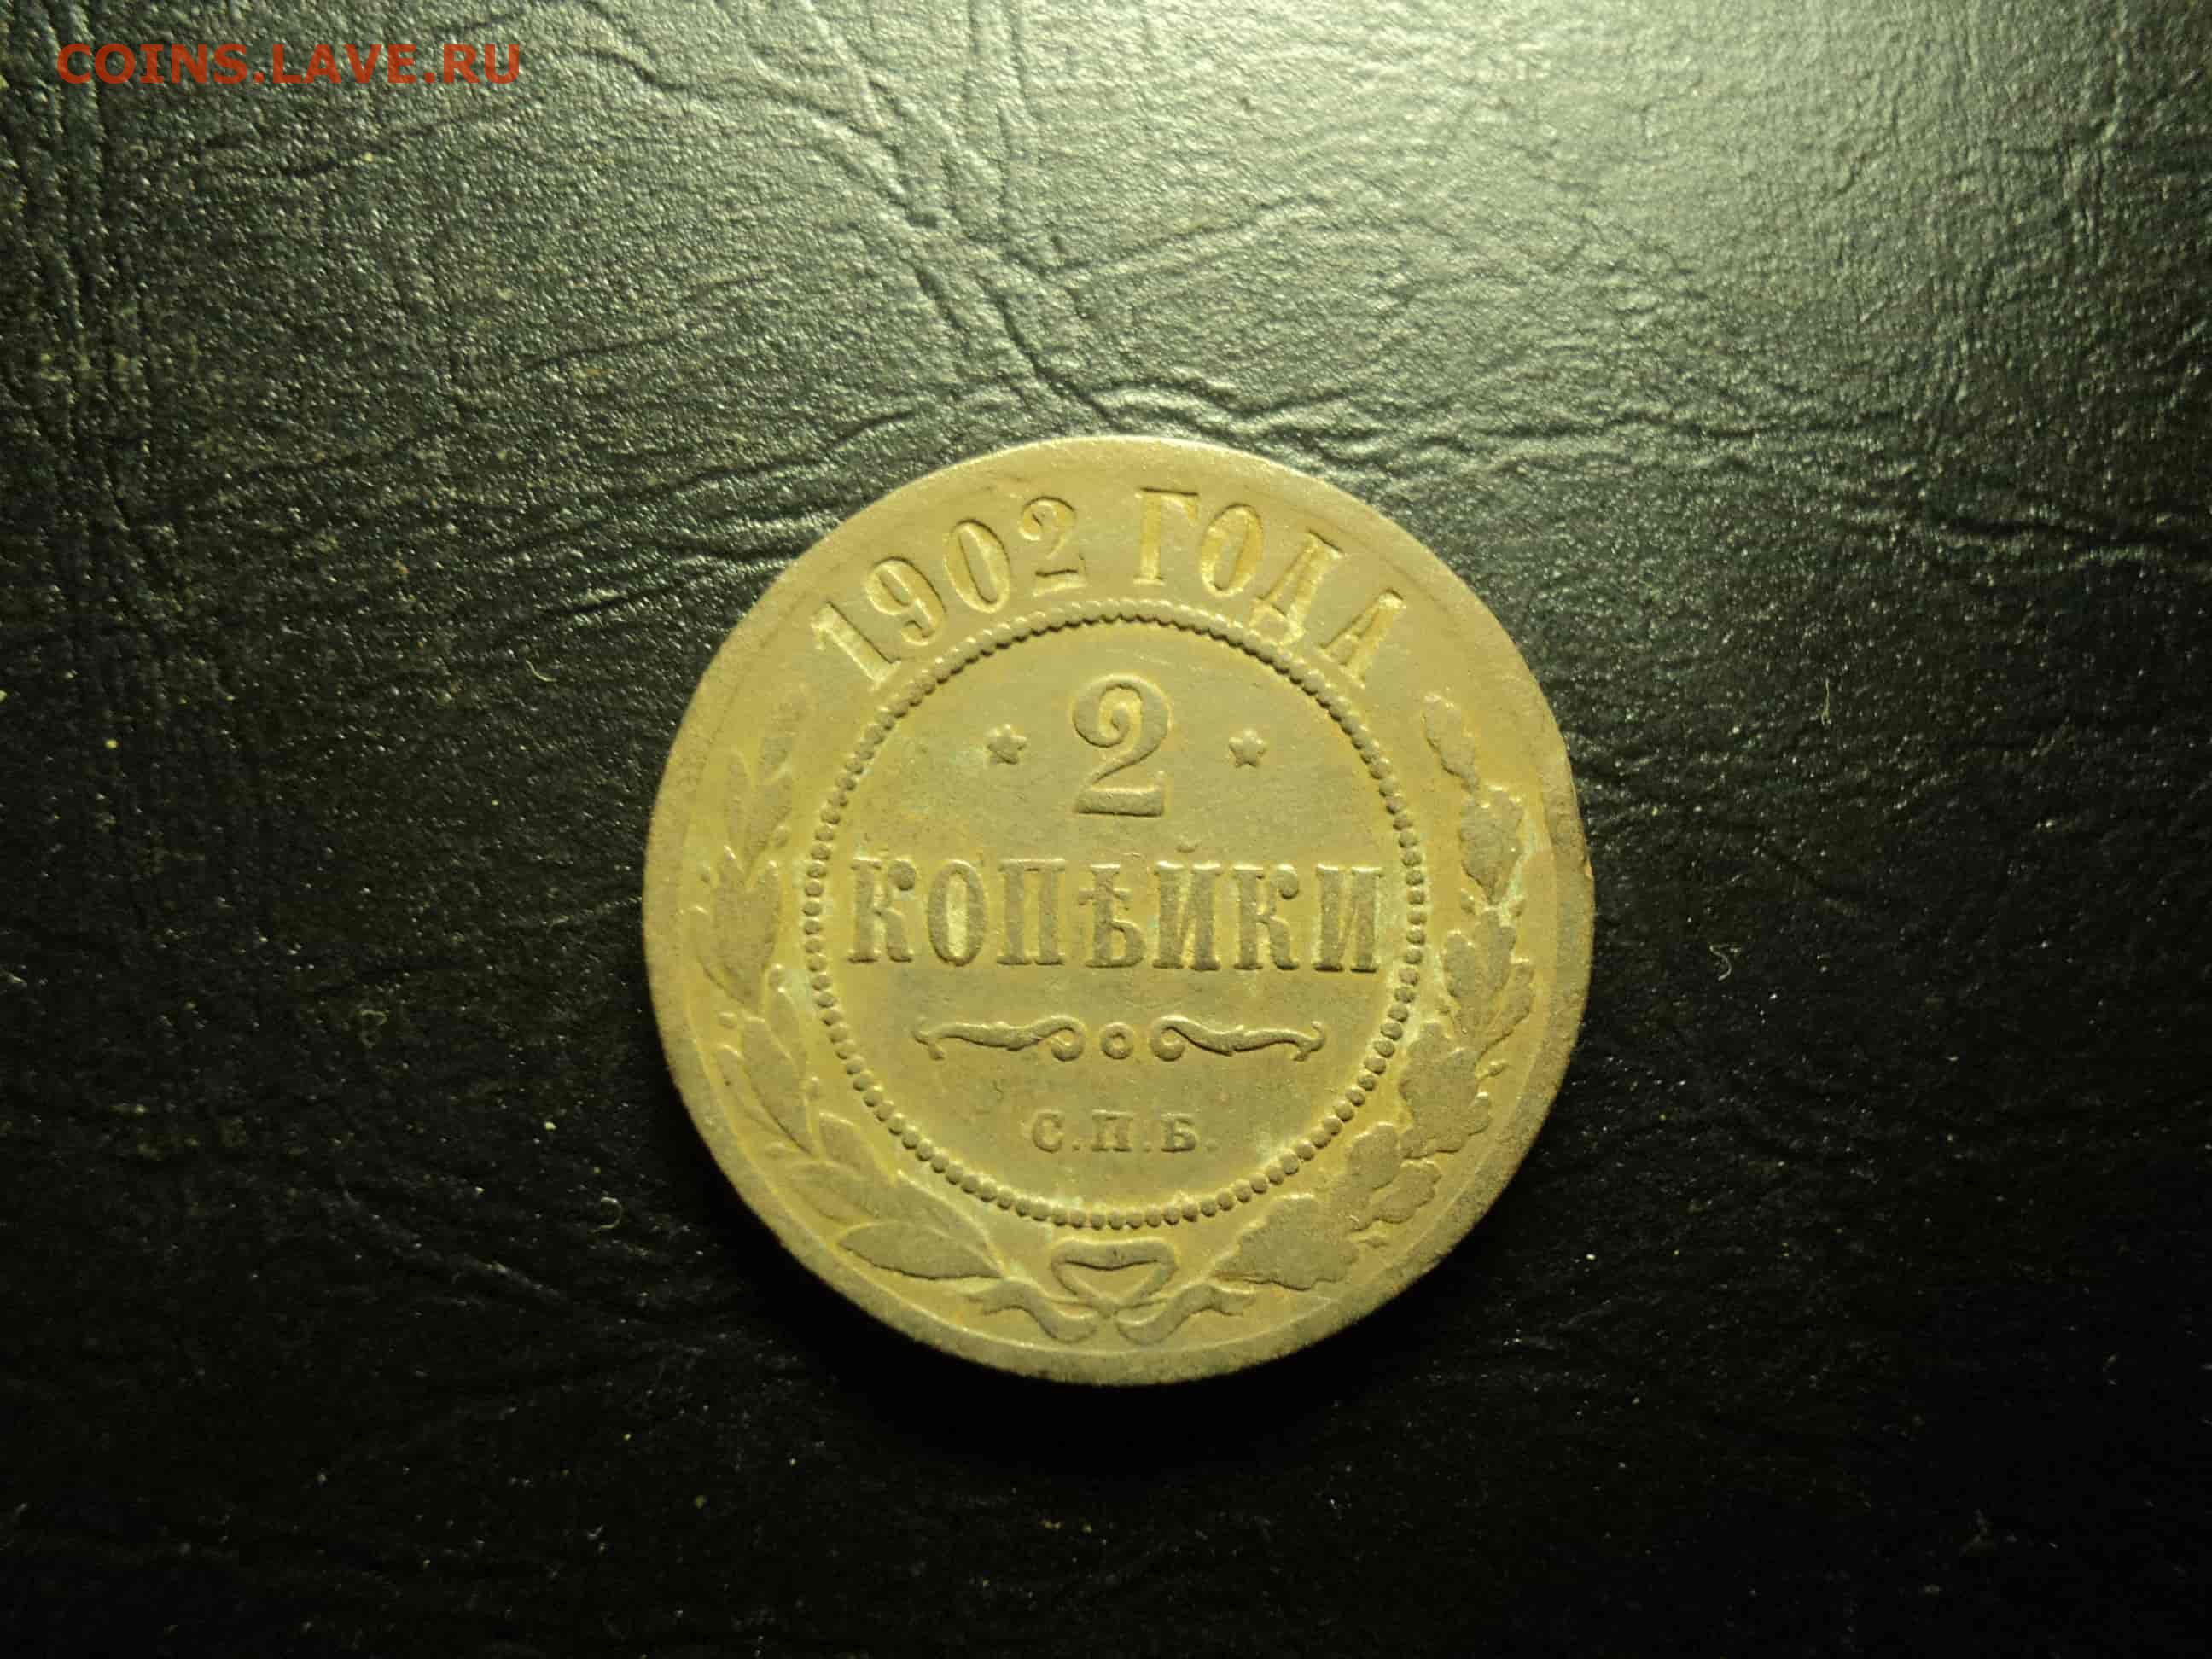 COINS.LAVE.RU
1902 ГОДА
2
КОПѢЙКИ
С.П.Б.